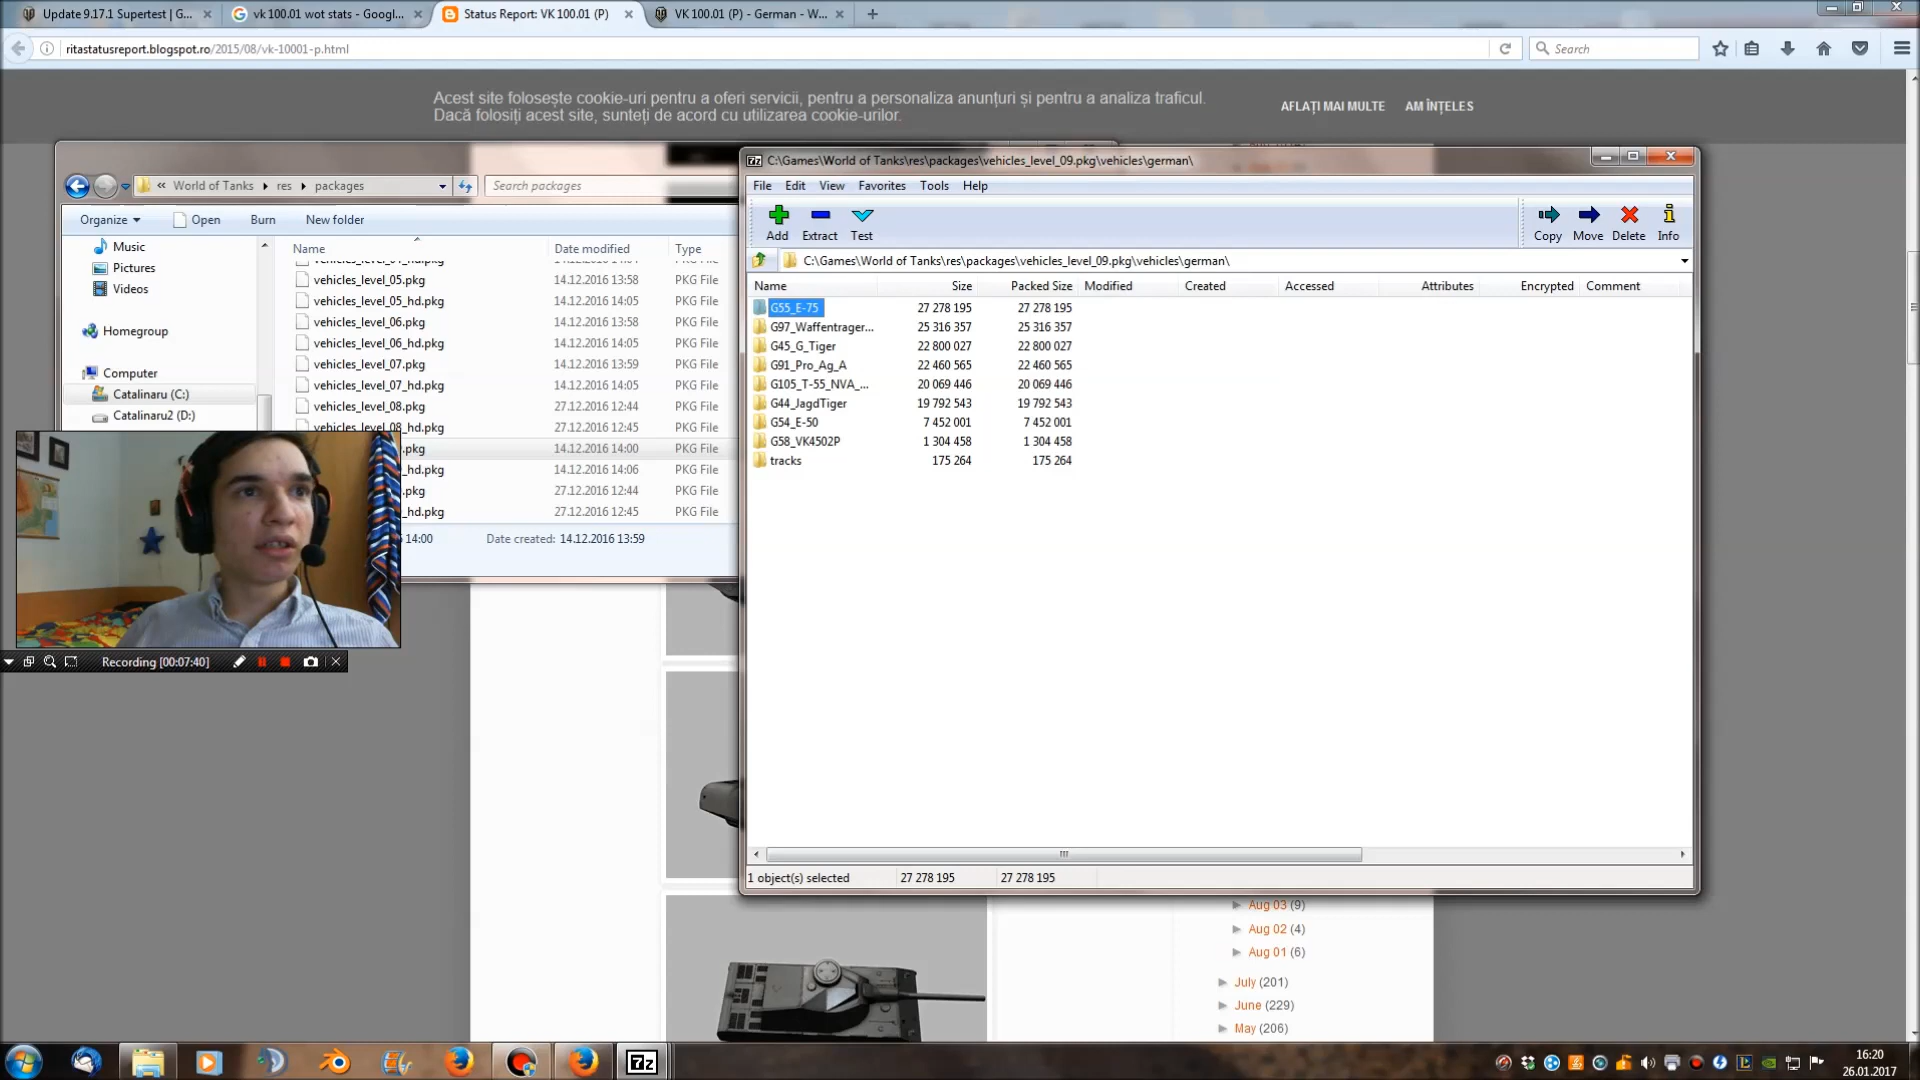 Update 9.17.1 Supertest | G...
vk 100.01 wot stats - Googl...
Status Report: VK 100.01 (P)
VK 100.01 (P) - German - W...
ritastatusreport.blogspot.ro/2015/08/vk-10001-p.html
Search
Acest site folosește cookie-uri pentru a oferi servicii, pentru a personaliza anunțuri și pentru a analiza traficul.
Dacă folosiți acest site, sunteți de acord cu utilizarea cookie-urilor.
AFLAȚI MAI MULTE
AM ÎNȚELES
World of Tanks
res
packages
Search packages
Organize
Open
Burn
New folder
Music
Pictures
Videos
Homegroup
Computer
Catalinaru (C:)
Catalinaru2 (D:)
Name Date modified Type
vehicles_level_05.pkg 14.12.2016 13:58 PKG File
vehicles_level_05_hd.pkg 14.12.2016 14:05 PKG File
vehicles_level_06.pkg 14.12.2016 13:58 PKG File
vehicles_level_06_hd.pkg 14.12.2016 14:05 PKG File
vehicles_level_07.pkg 14.12.2016 13:59 PKG File
vehicles_level_07_hd.pkg 14.12.2016 14:05 PKG File
vehicles_level_08.pkg 27.12.2016 12:44 PKG File
vehicles_level_08_hd.pkg 27.12.2016 12:45 PKG File
.pkg 14.12.2016 14:00 PKG File
_hd.pkg 14.12.2016 14:06 PKG File
.pkg 27.12.2016 12:44 PKG File
_hd.pkg 27.12.2016 12:45 PKG File
14:00 Date created: 14.12.2016 13:59
Recording [00:07:40]
7z C:\Games\World of Tanks\res\packages\vehicles_level_09.pkg\vehicles\german\
File Edit View Favorites Tools Help
Add Extract Test Copy Move Delete Info
C:\Games\World of Tanks\res\packages\vehicles_level_09.pkg\vehicles\german\
Name Size Packed Size Modified Created Accessed Attributes Encrypted Comment
G55_E-75 27 278 195 27 278 195
G97_Waffentrager... 25 316 357 25 316 357
G45_G_Tiger 22 800 027 22 800 027
G91_Pro_Ag_A 22 460 565 22 460 565
G105_T-55_NVA_... 20 069 446 20 069 446
G44_JagdTiger 19 792 543 19 792 543
G54_E-50 7 452 001 7 452 001
G58_VK4502P 1 304 458 1 304 458
tracks 175 264 175 264
1 object(s) selected 27 278 195 27 278 195
Aug 03 (9)
Aug 02 (4)
Aug 01 (6)
July (201)
June (229)
May (206)
7z
16:20
26.01.2017